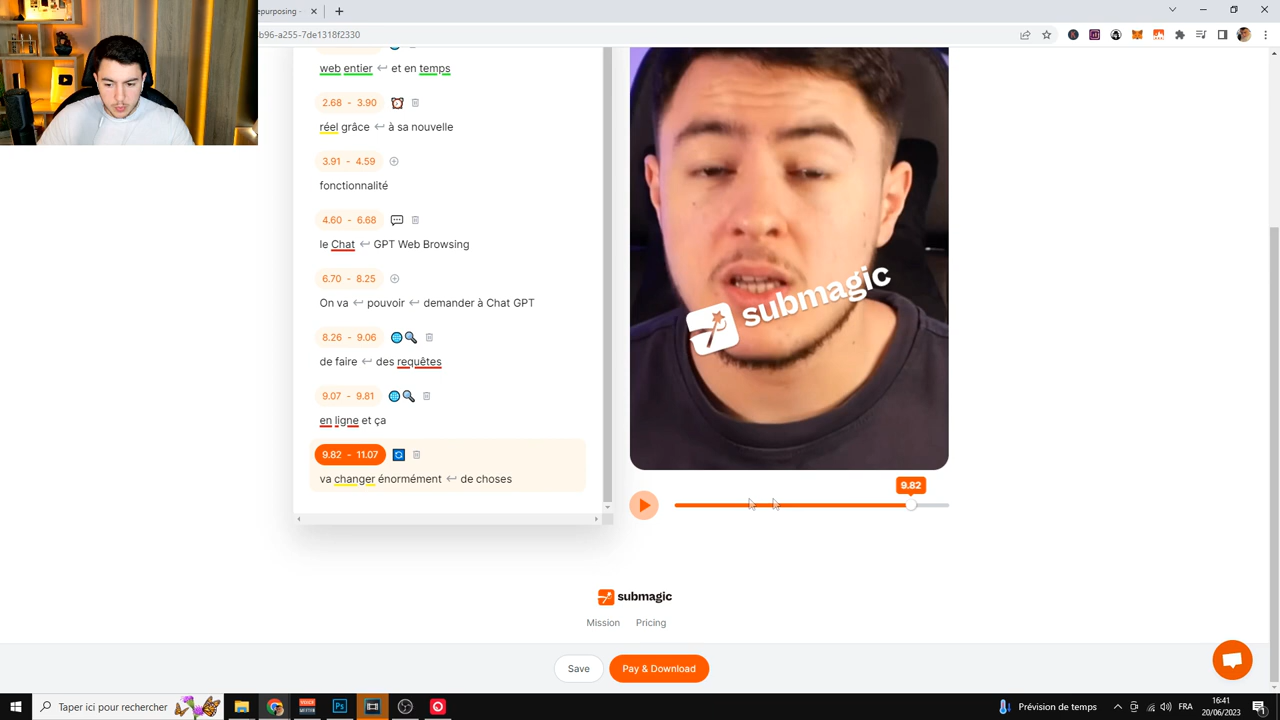 epurposing -
b96-a255-7de1318f2330
web entier ↩ et en temps
2.68 - 3.90
réel grâce ↩ à sa nouvelle
3.91 - 4.59
fonctionnalité
4.60 - 6.68
le Chat ↩ GPT Web Browsing
6.70 - 8.25
On va ↩ pouvoir ↩ demander à Chat GPT
8.26 - 9.06
de faire ↩ des requêtes
9.07 - 9.81
en ligne et ça
9.82 - 11.07
va changer énormément ↩ de choses
submagic
9.82
submagic
Mission Pricing
Save Pay & Download
Taper ici pour rechercher
Ps
Prévision de temps
FRA
16:41
20/06/2023